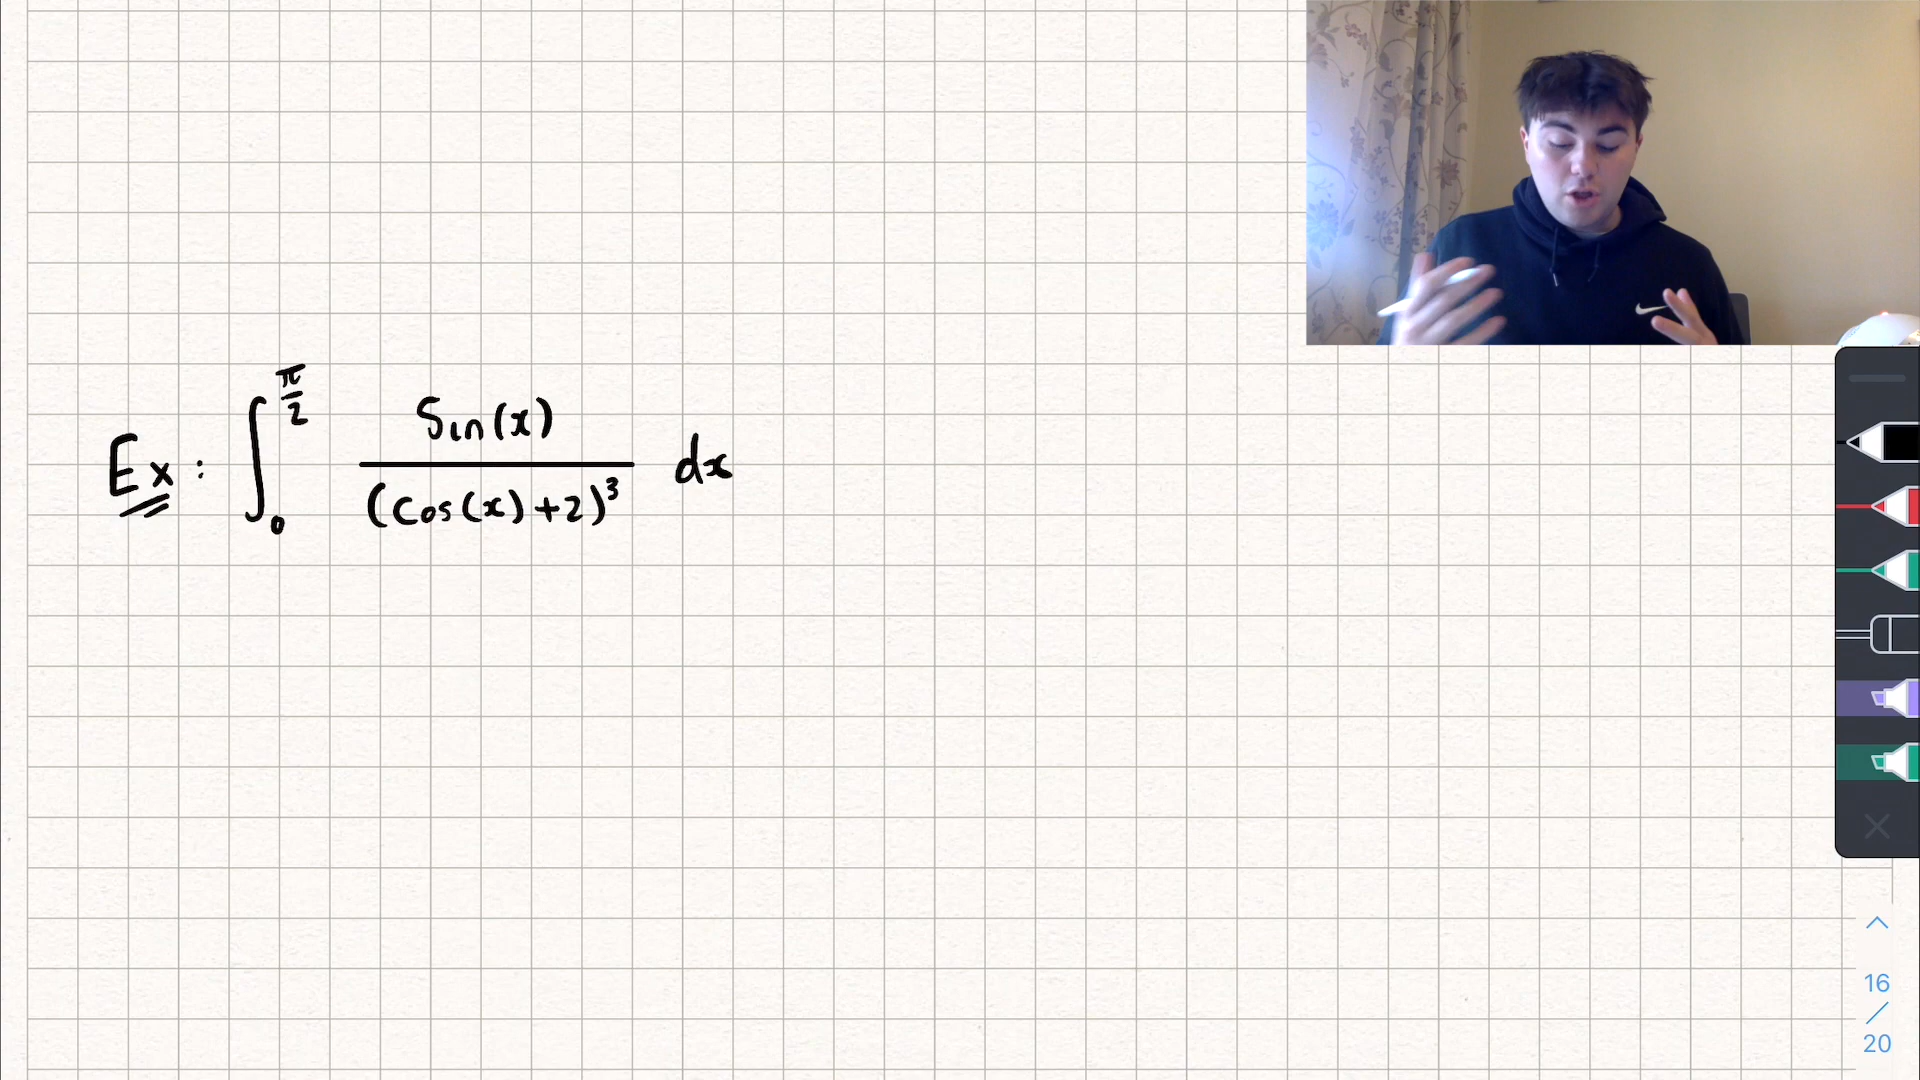 Ex: ∫₀^(π/2) Sin(x) / (Cos(x)+2)³ dx
16
/
20